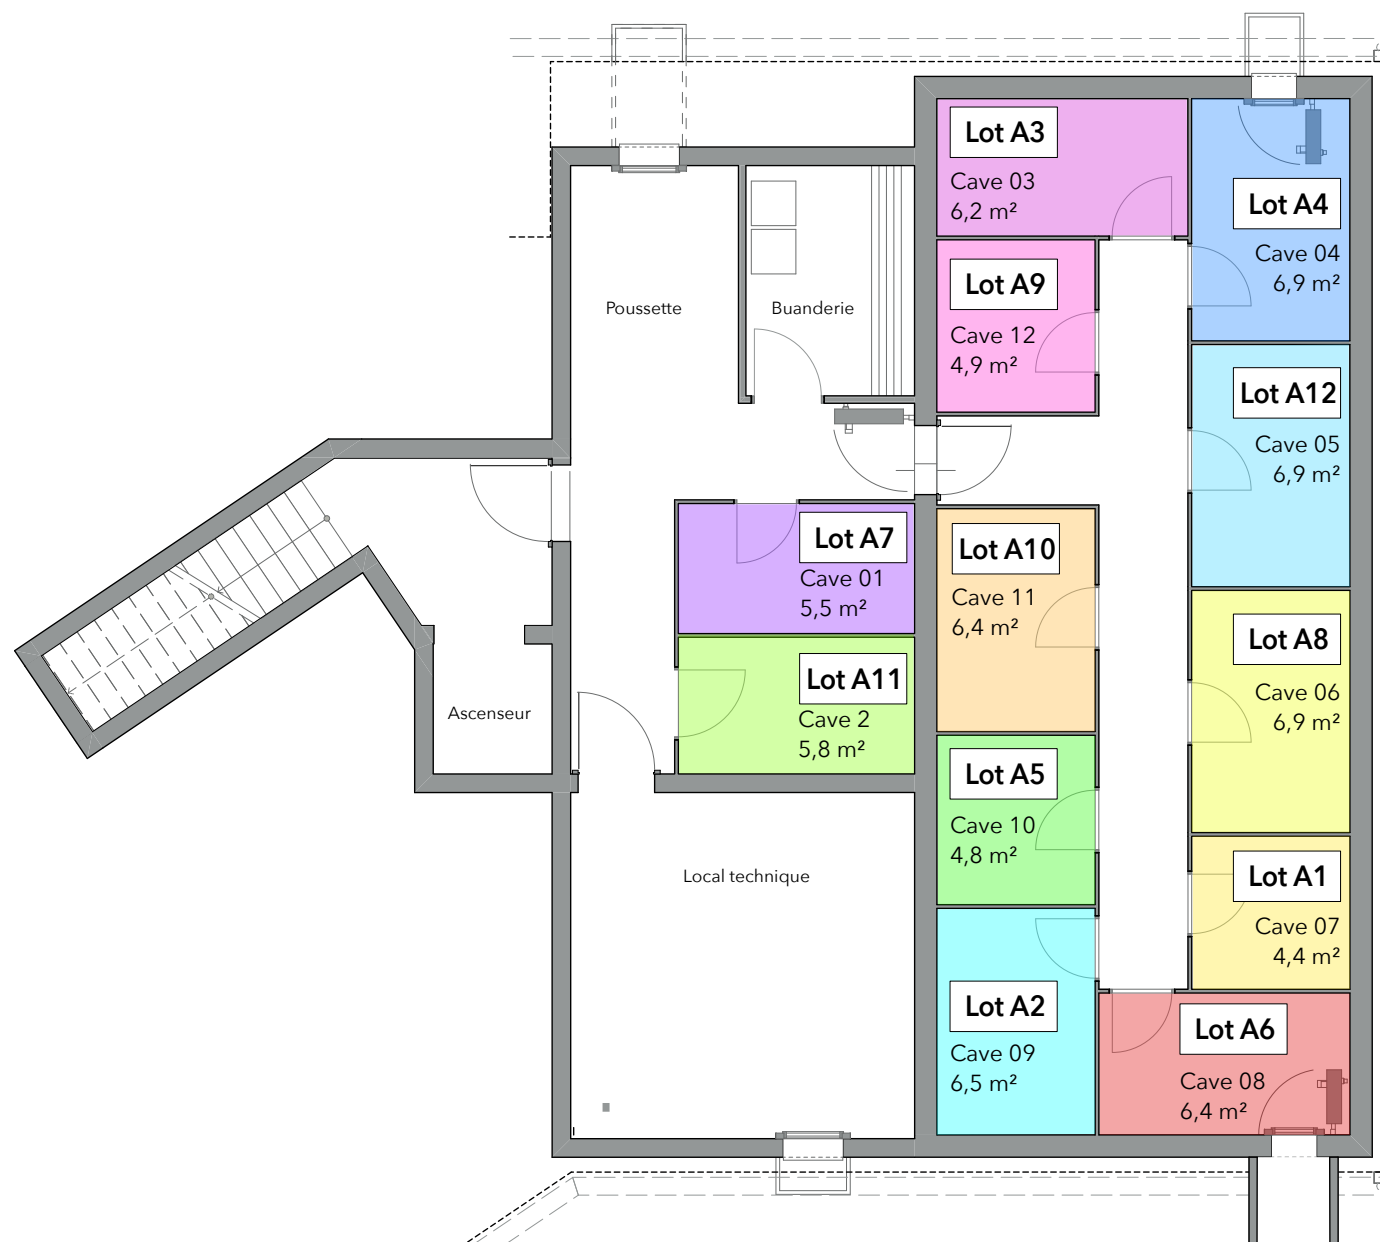 Lot A3
Cave 03
6,2 m²
Lot A4
Cave 04
6,9 m²
Lot A9
Cave 12
4,9 m²
Poussette
Buanderie
Lot A12
Cave 05
6,9 m²
Lot A7
Cave 01
5,5 m²
Lot A10
Cave 11
6,4 m²
Lot A8
Cave 06
6,9 m²
Lot A11
Cave 2
5,8 m²
Ascenseur
Lot A5
Cave 10
4,8 m²
Local technique
Lot A1
Cave 07
4,4 m²
Lot A2
Cave 09
6,5 m²
Lot A6
Cave 08
6,4 m²